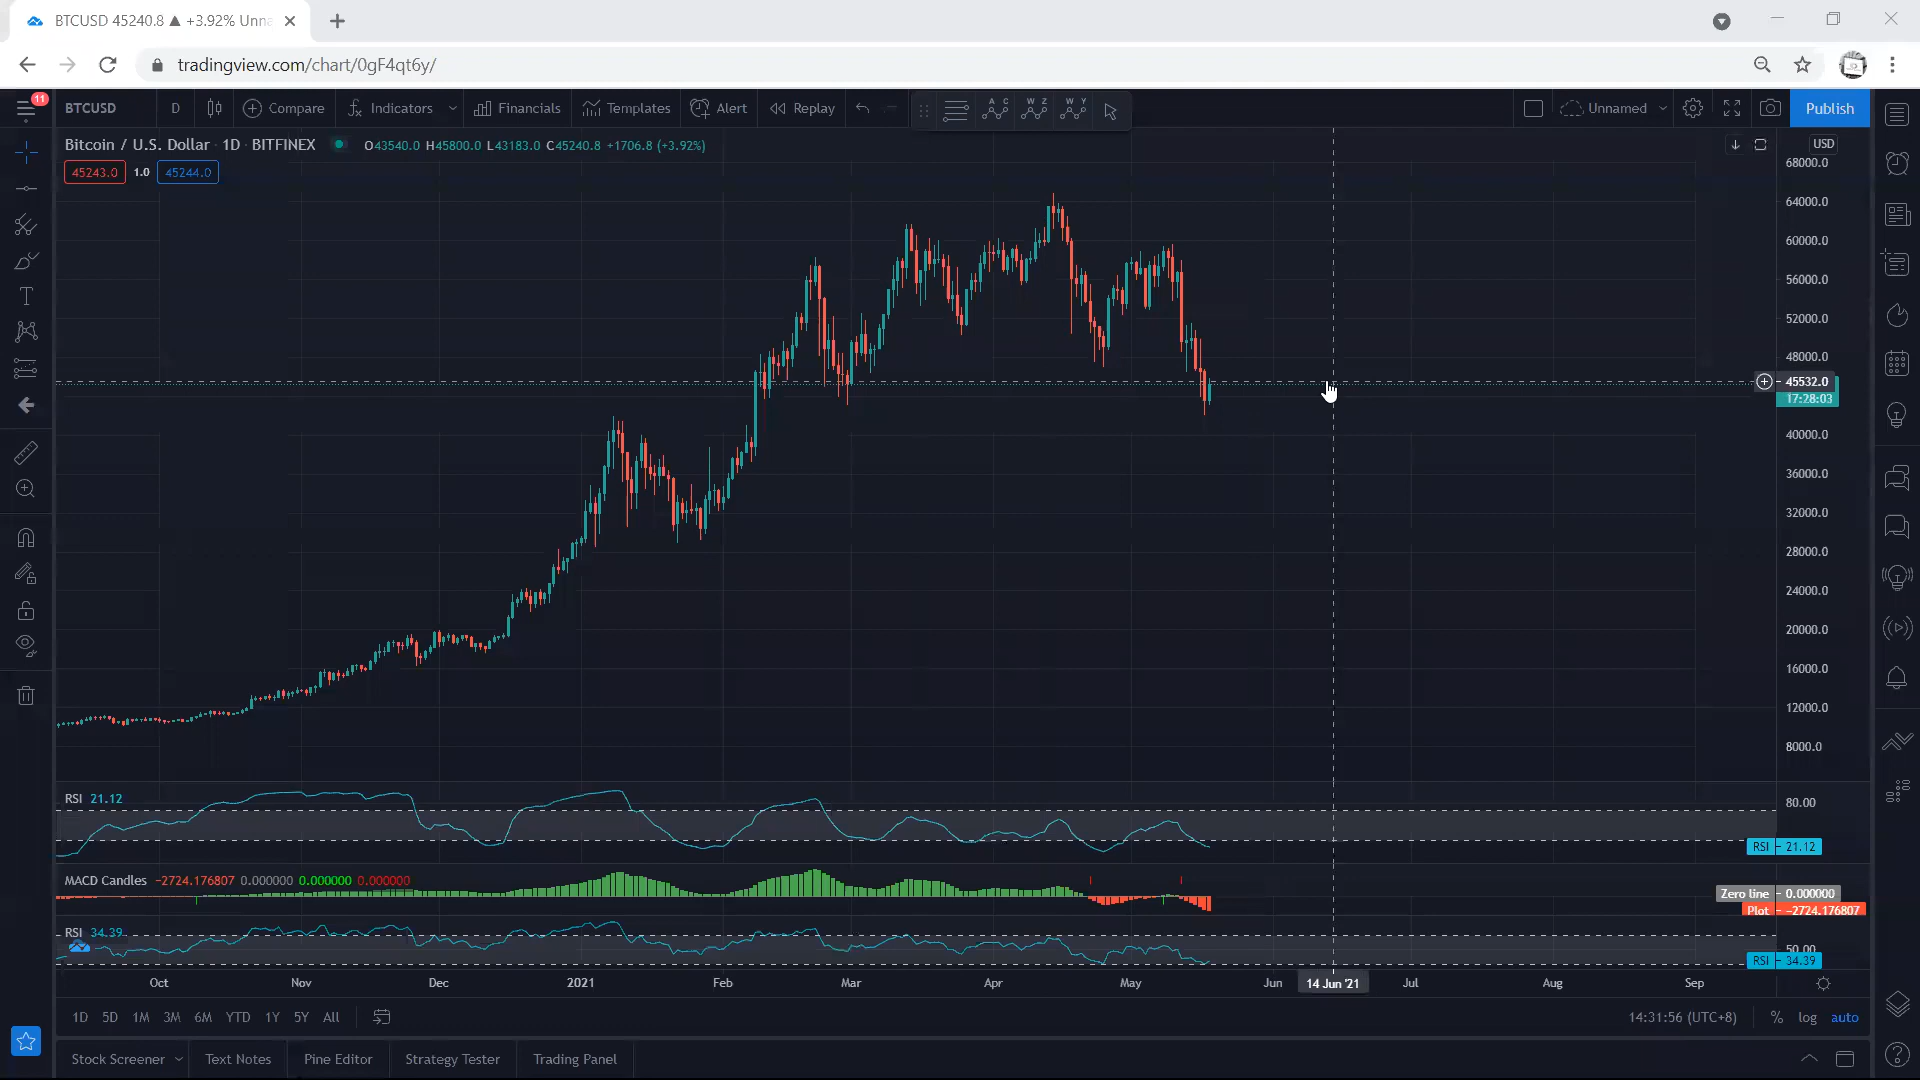 BTCUSD 45240.8 ▲ +3.92% Unna
tradingview.com/chart/0gF4qt6y/
11
BTCUSD D Compare Indicators Financials Templates Alert Replay Unnamed Publish
A C W Z W Y
Bitcoin / U.S. Dollar · 1D · BITFINEX O43540.0 H45800.0 L43183.0 C45240.8 +1706.8 (+3.92%)
45243.0 1.0 45244.0
USD
68000.0
64000.0
60000.0
56000.0
52000.0
48000.0
45532.0
17:28:03
40000.0
36000.0
32000.0
28000.0
24000.0
20000.0
16000.0
12000.0
8000.0
RSI 21.12
80.00
RSI 21.12
MACD Candles −2724.176807 0.000000 0.000000 0.000000
Zero line 0.000000
Plot −2724.176807
RSI 34.39
50.00
RSI 34.39
Oct Nov Dec 2021 Feb Mar Apr May Jun 14 Jun '21 Jul Aug Sep
1D 5D 1M 3M 6M YTD 1Y 5Y All 14:31:56 (UTC+8) % log auto
Stock Screener Text Notes Pine Editor Strategy Tester Trading Panel